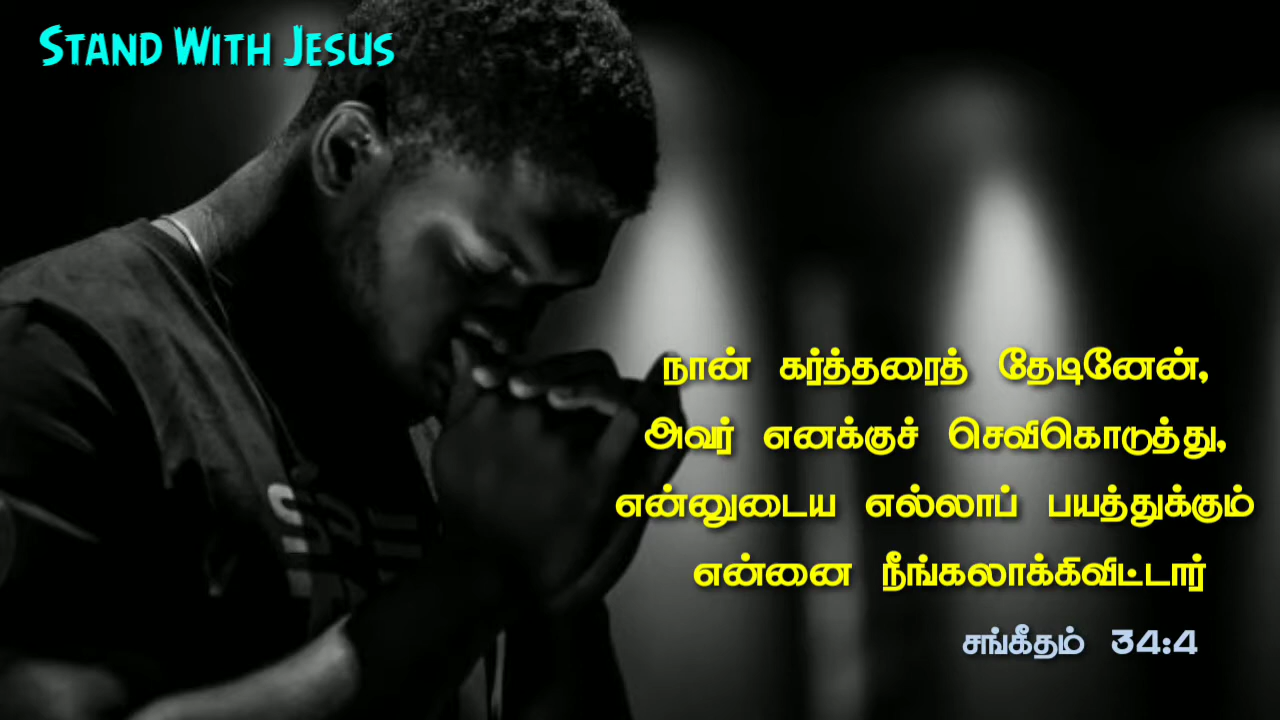 Stand With Jesus
நான் கர்த்தரைத் தேடினேன்,
அவர் எனக்குச் செவிகொடுத்து,
என்னுடைய எல்லாப் பயத்துக்கும்
என்னை நீங்கலாக்கிவிட்டார்
சங்கீதம் 34:4